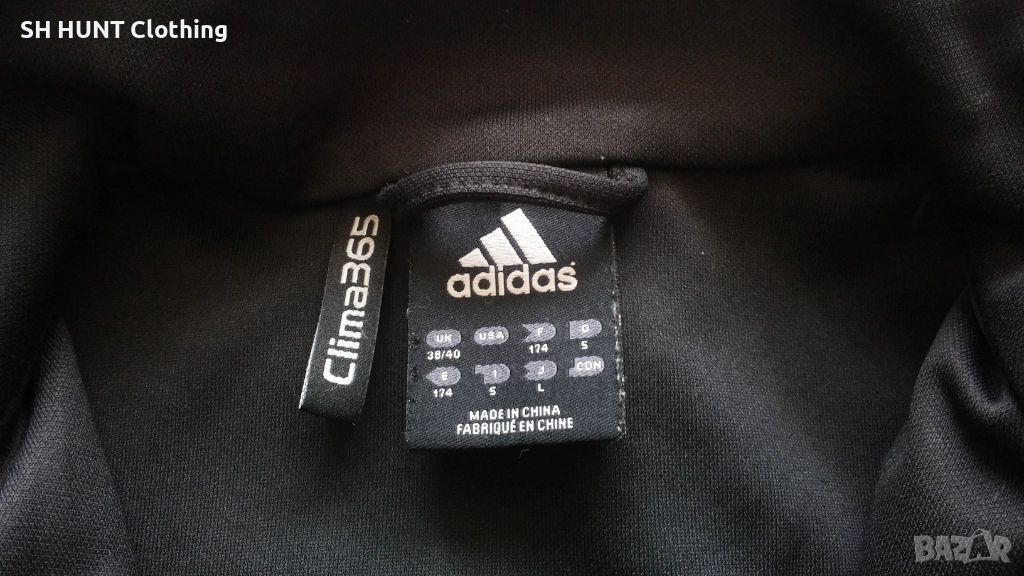 SH HUNT Clothing
Clima365
adidas
UK USA F D
38/40 174 S
E I J CDN
174 S L
MADE IN CHINA
FABRIQUÉ EN CHINE
BAZAR